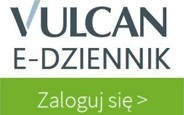 VULCAN
E-DZIENNIK
Zaloguj się >